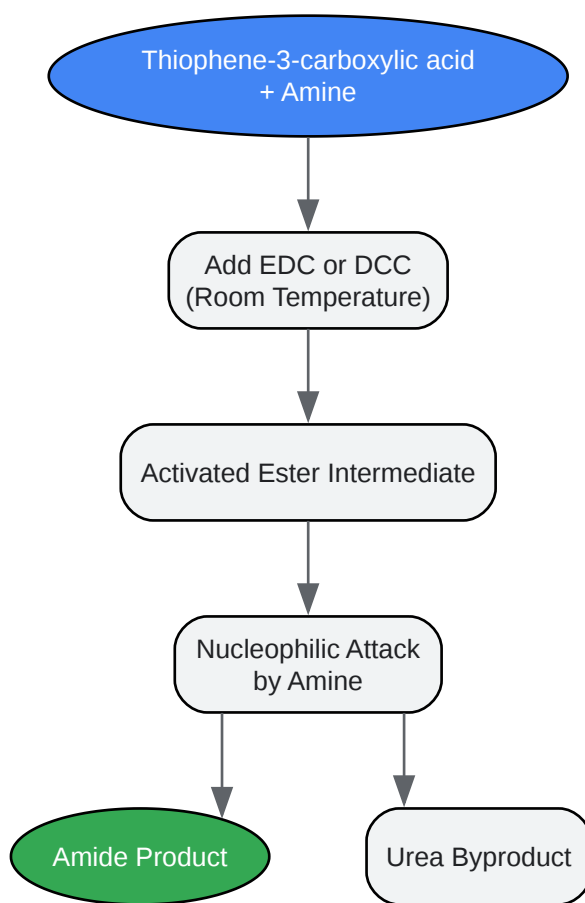 Thiophene-3-carboxylic acid
+ Amine
Add EDC or DCC
(Room Temperature)
Activated Ester Intermediate
Nucleophilic Attack
by Amine
Amide Product
Urea Byproduct